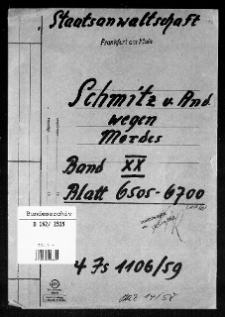 Staatsanwaltschaft
Frankfurt am Main
Schmitz u. And.
wegen
Mordes
Band XX
Blatt 6505-6700
Bundesarchiv
B 162/
4 Js 1106/59